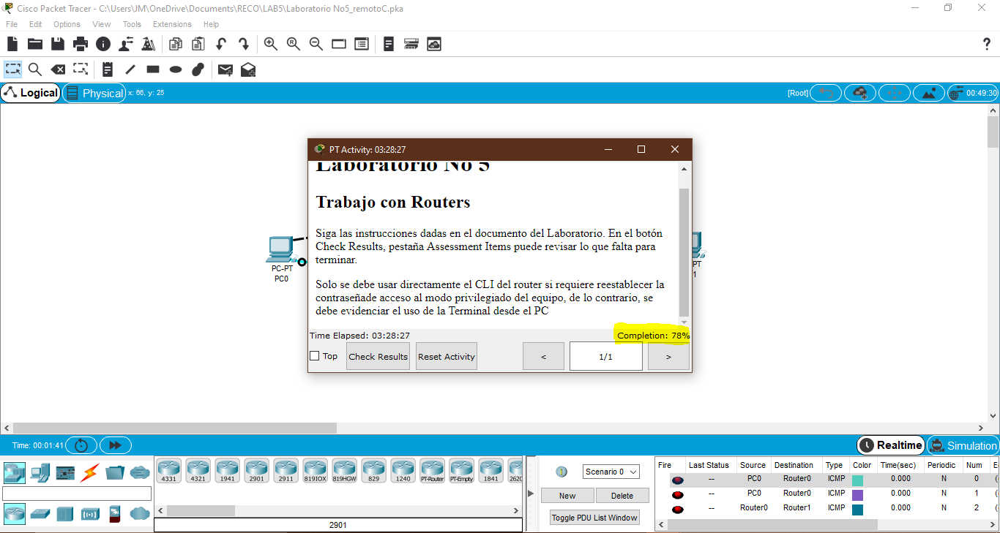 Cisco Packet Tracer - C:\Users\JM\OneDrive\Documents\RECO\LAB5\Laboratorio No5_remotoC.pka
File Edit Options View Tools Extensions Help
Logical Physical x: 66, y: 25 [Root] 00:49:30
PT Activity: 03:28:27
Laboratorio No 5
Trabajo con Routers
Siga las instrucciones dadas en el documento del Laboratorio. En el botón
Check Results, pestaña Assessment Items puede revisar lo que falta para
terminar.
Solo se debe usar directamente el CLI del router si requiere reestablecer la
contraseñade acceso al modo privilegiado del equipo, de lo contrario, se
debe evidenciar el uso de la Terminal desde el PC
PC-PT
PC0
PT
1
Time Elapsed: 03:28:27 Completion: 78%
Top Check Results Reset Activity < 1/1 >
Time: 00:01:41 Realtime Simulation
4331 4321 1941 2901 2911 819IOX 819HGW 829 1240 PT-Router PT-Empty 1841 2620
2901
Scenario 0
New Delete
Toggle PDU List Window
Fire Last Status Source Destination Type Color Time(sec) Periodic Num E
-- PC0 Router0 ICMP 0.000 N 0 (
-- PC0 Router0 ICMP 0.000 N 1 (
-- Router0 Router1 ICMP 0.000 N 2 (